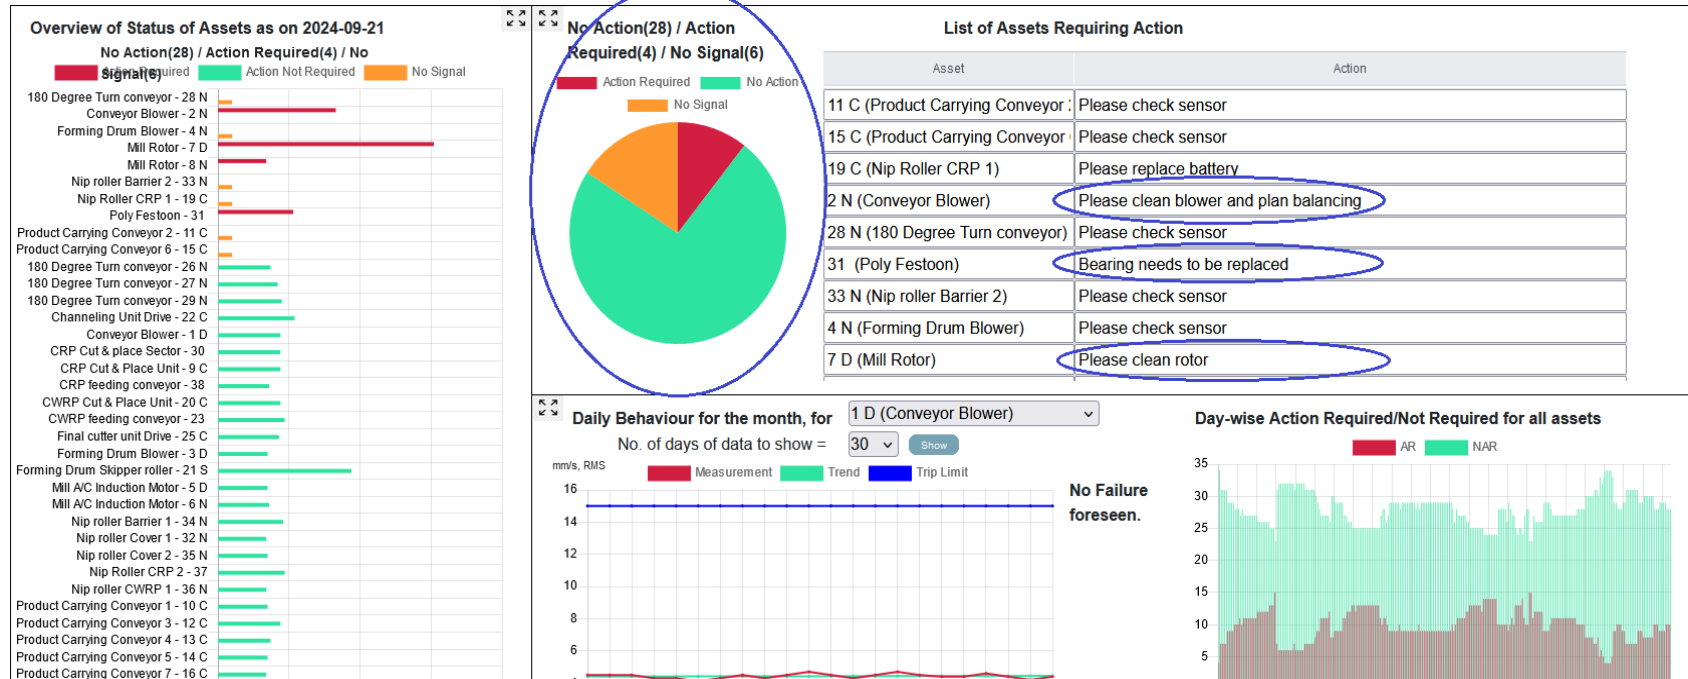 Overview of Status of Assets as on 2024-09-21
No Action(28) / Action Required(4) / No
Signal(6)
Action Required
Action Not Required
No Signal
180 Degree Turn conveyor - 28 N
Conveyor Blower - 2 N
Forming Drum Blower - 4 N
Mill Rotor - 7 D
Mill Rotor - 8 N
Nip roller Barrier 2 - 33 N
Nip Roller CRP 1 - 19 C
Poly Festoon - 31
Product Carrying Conveyor 2 - 11 C
Product Carrying Conveyor 6 - 15 C
180 Degree Turn conveyor - 26 N
180 Degree Turn conveyor - 27 N
180 Degree Turn conveyor - 29 N
Channeling Unit Drive - 22 C
Conveyor Blower - 1 D
CRP Cut & place Sector - 30
CRP Cut & Place Unit - 9 C
CRP feeding conveyor - 38
CWRP Cut & Place Unit - 20 C
CWRP feeding conveyor - 23
Final cutter unit Drive - 25 C
Forming Drum Blower - 3 D
Forming Drum Skipper roller - 21 S
Mill A/C Induction Motor - 5 D
Mill A/C Induction Motor - 6 N
Nip roller Barrier 1 - 34 N
Nip roller Cover 1 - 32 N
Nip roller Cover 2 - 35 N
Nip Roller CRP 2 - 37
Nip roller CWRP 1 - 36 N
Product Carrying Conveyor 1 - 10 C
Product Carrying Conveyor 3 - 12 C
Product Carrying Conveyor 4 - 13 C
Product Carrying Conveyor 5 - 14 C
Product Carrying Conveyor 7 - 16 C
No Action(28) / Action
Required(4) / No Signal(6)
Action Required
No Action
No Signal
List of Assets Requiring Action
Asset Action
11 C (Product Carrying Conveyor Please check sensor
15 C (Product Carrying Conveyor Please check sensor
19 C (Nip Roller CRP 1) Please replace battery
2 N (Conveyor Blower) Please clean blower and plan balancing
28 N (180 Degree Turn conveyor) Please check sensor
31 (Poly Festoon) Bearing needs to be replaced
33 N (Nip roller Barrier 2) Please check sensor
4 N (Forming Drum Blower) Please check sensor
7 D (Mill Rotor) Please clean rotor
Daily Behaviour for the month, for 1 D (Conveyor Blower)
No. of days of data to show = 30 Show
mm/s, RMS
Measurement
Trend
Trip Limit
16
14
12
10
8
6
No Failure
foreseen.
Day-wise Action Required/Not Required for all assets
AR
NAR
35
30
25
20
15
10
5